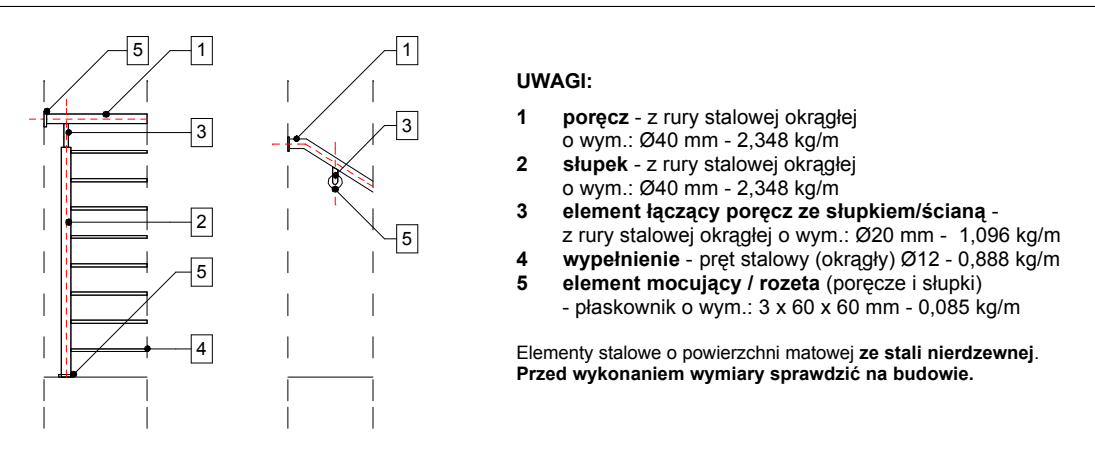 5
1
3
2
5
4
1
3
5
UWAGI:
1 poręcz - z rury stalowej okrągłej
o wym.: Ø40 mm - 2,348 kg/m
2 słupek - z rury stalowej okrągłej
o wym.: Ø40 mm - 2,348 kg/m
3 element łączący poręcz ze słupkiem/ścianą -
z rury stalowej okrągłej o wym.: Ø20 mm - 1,096 kg/m
4 wypełnienie - pręt stalowy (okrągły) Ø12 - 0,888 kg/m
5 element mocujący / rozeta (poręcze i słupki)
- płaskownik o wym.: 3 x 60 x 60 mm - 0,085 kg/m
Elementy stalowe o powierzchni matowej ze stali nierdzewnej.
Przed wykonaniem wymiary sprawdzić na budowie.